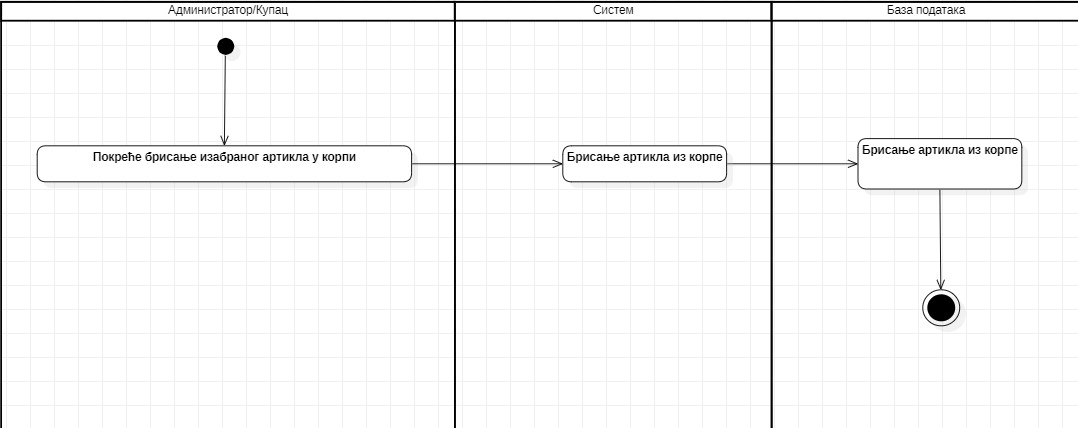 Администратор/Купац
Систем
База података
Покреће брисање изабраног артикла у корпи
Брисање артикла из корпе
Брисање артикла из корпе